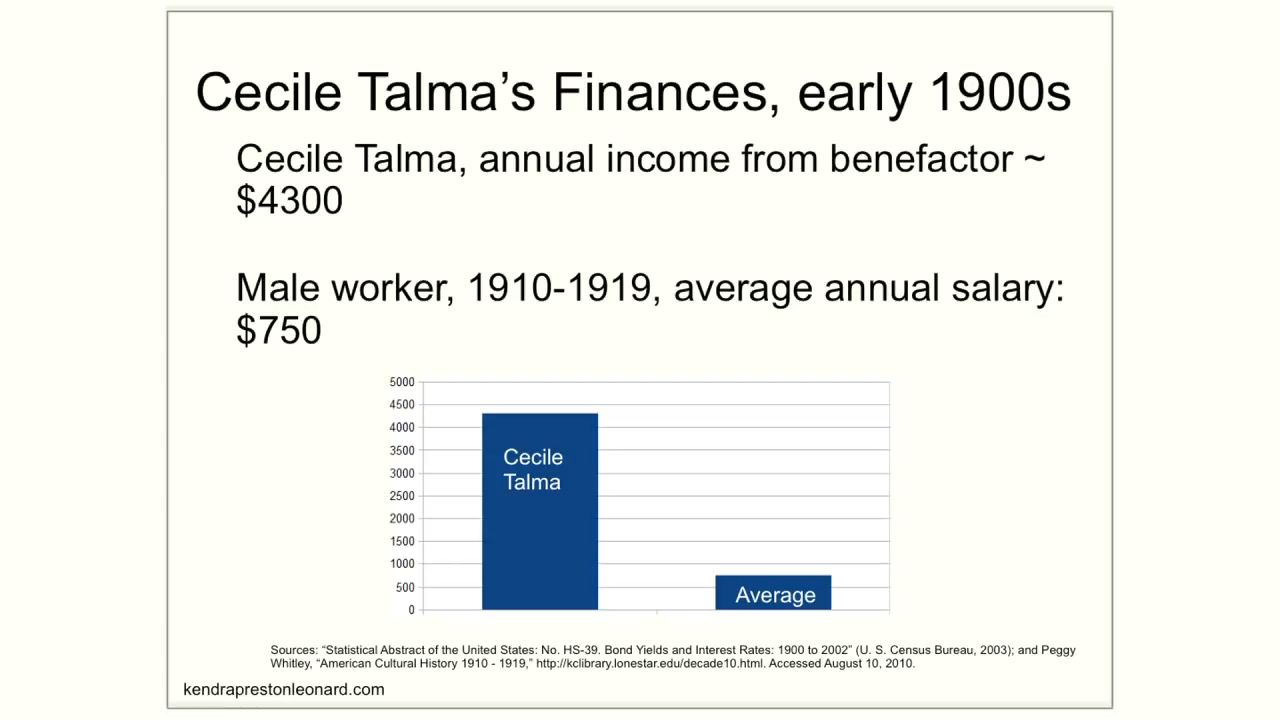 Cecile Talma’s Finances, early 1900s
Cecile Talma, annual income from benefactor ~
$4300
Male worker, 1910-1919, average annual salary:
$750
5000
4500
4000
3500
3000
2500
2000
1500
1000
500
0
Cecile
Talma
Average
Sources: “Statistical Abstract of the United States: No. HS-39. Bond Yields and Interest Rates: 1900 to 2002” (U. S. Census Bureau, 2003); and Peggy
Whitley, “American Cultural History 1910 - 1919,” http://kclibrary.lonestar.edu/decade10.html. Accessed August 10, 2010.
kendraprestonleonard.com